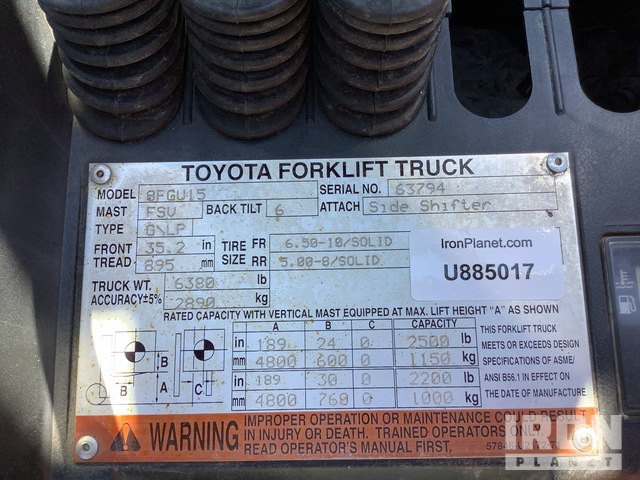 TOYOTA FORKLIFT TRUCK
MODEL 8FGU15 SERIAL NO. 63794
MAST FSV BACK TILT 6 ATTACH Side Shifter
TYPE G\LP
FRONT TREAD 35.2 in
895 mm
TIRE SIZE FR 6.50-10/SOLID
RR 5.00-8/SOLID
IronPlanet.com
U885017
TRUCK WT. 6380 lb
ACCURACY±5% 2890 kg
RATED CAPACITY WITH VERTICAL MAST EQUIPPED AT MAX. LIFT HEIGHT "A" AS SHOWN
A B C CAPACITY
in 189 24 0 2500 lb
mm 4800 600 0 1150 kg
in 189 30 0 2200 lb
mm 4800 760 0 1000 kg
B B A C
THIS FORKLIFT TRUCK
MEETS OR EXCEEDS DESIGN
SPECIFICATIONS OF ASME/
ANSI B56.1 IN EFFECT ON
THE DATE OF MANUFACTURE
WARNING
IMPROPER OPERATION OR MAINTENANCE COULD RESULT
IN INJURY OR DEATH. TRAINED OPERATORS ONLY.
READ OPERATOR'S MANUAL FIRST.
IRON
PLANET